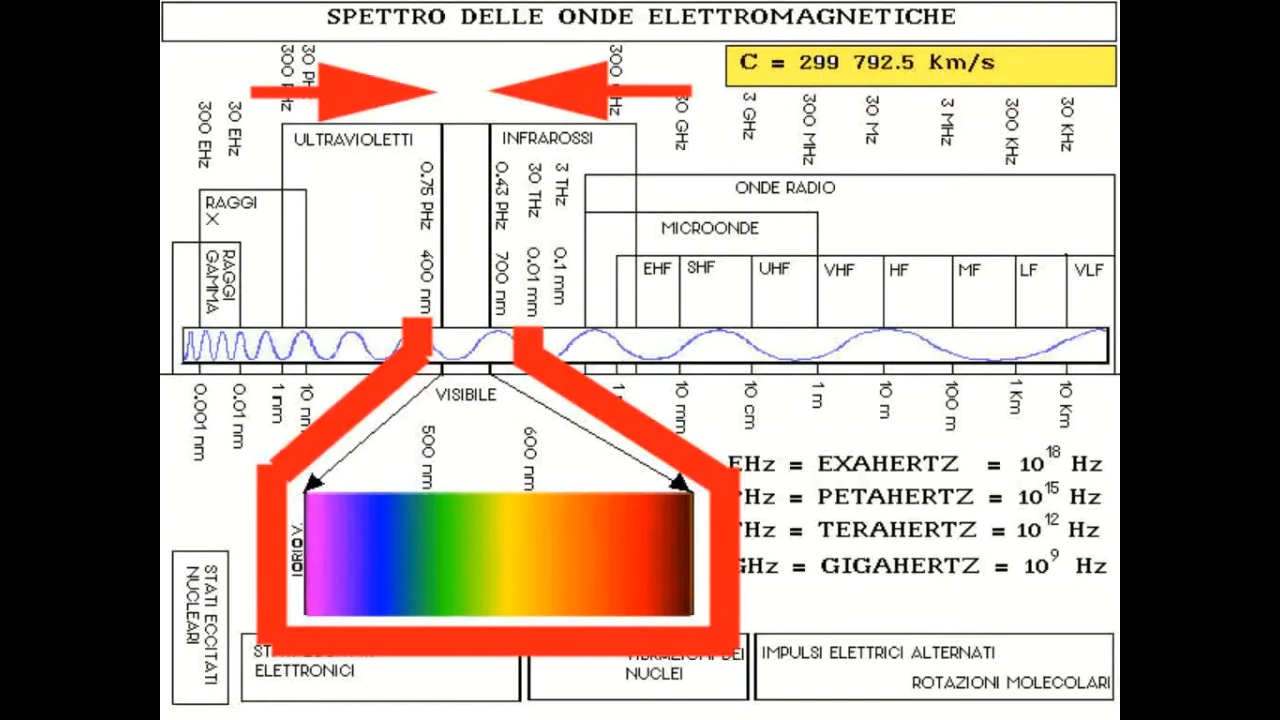 SPETTRO DELLE ONDE ELETTROMAGNETICHE
C = 299 792.5 Km/s
300 EHz
30 EHz
30 GHz
3 GHz
300 MHz
30 Mz
3 MHz
300 KHz
30 KHz
ULTRAVIOLETTI
INFRAROSSI
0.75 PHz
400 nm
0.43 PHz
700 nm
30 THz
0.01 mm
3 THz
0.1 mm
ONDE RADIO
RAGGI
X
MICROONDE
RAGGI
GAMMA
EHF
SHF
UHF
VHF
HF
MF
LF
VLF
0.001 nm
0.01 nm
1 nm
10 mm
10 cm
1 m
10 m
100 m
1 Km
10 Km
VISIBILE
500 nm
600 nm
EHz = EXAHERTZ = 10¹⁸ Hz
PHz = PETAHERTZ = 10¹⁵ Hz
THz = TERAHERTZ = 10¹² Hz
GHz = GIGAHERTZ = 10⁹ Hz
STATI ECCITATI
NUCLEARI
ELETTRONICI
NUCLEI
IMPULSI ELETTRICI ALTERNATI
ROTAZIONI MOLECOLARI